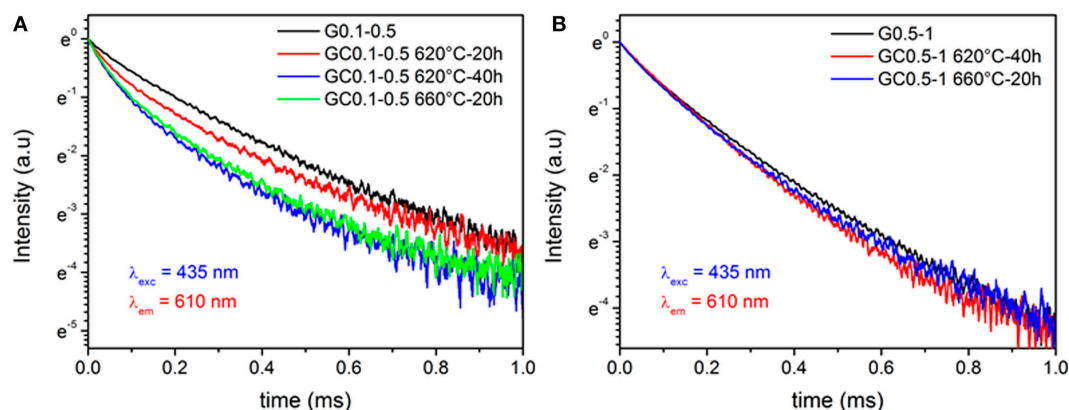 A
G0.1-0.5
GC0.1-0.5 620°C-20h
GC0.1-0.5 620°C-40h
GC0.1-0.5 660°C-20h
Intensity (a.u)
e⁰
e⁻¹
e⁻²
e⁻³
e⁻⁴
e⁻⁵
λexc = 435 nm
λem = 610 nm
0.0 0.2 0.4 0.6 0.8 1.0
time (ms)
B
G0.5-1
GC0.5-1 620°C-40h
GC0.5-1 660°C-20h
Intensity (a.u)
e⁰
e⁻¹
e⁻²
e⁻³
e⁻⁴
λexc = 435 nm
λem = 610 nm
0.0 0.2 0.4 0.6 0.8 1.0
time (ms)